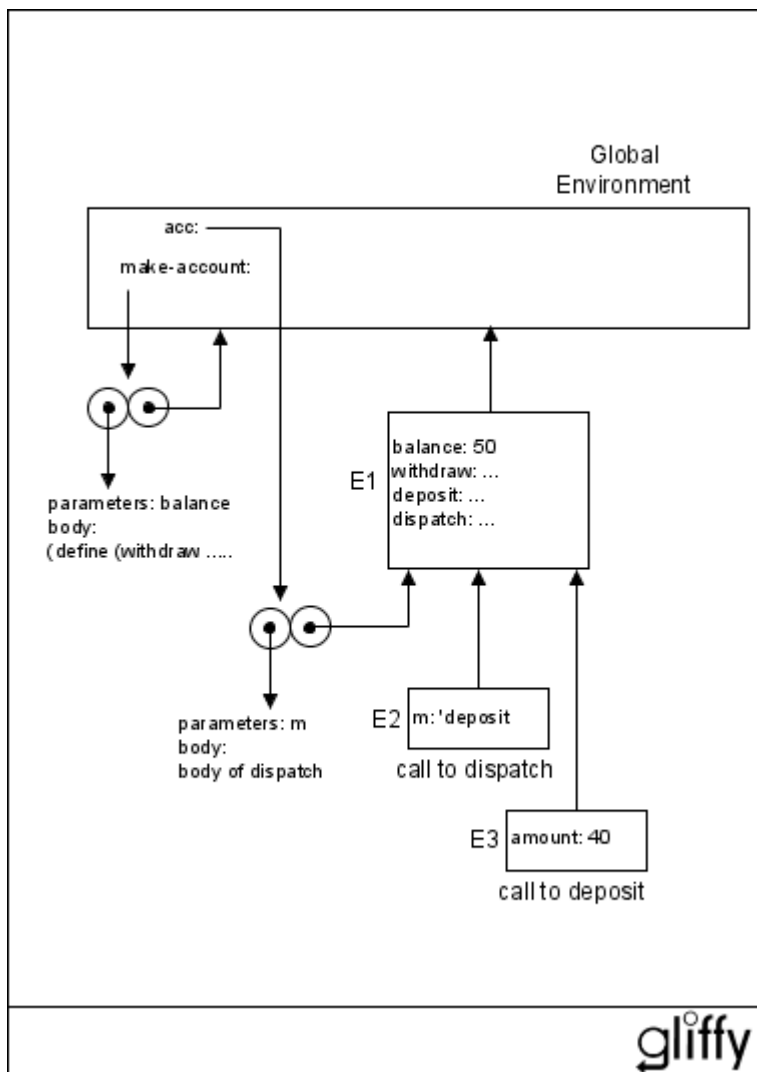 Global
Environment
acc:
make-account:
parameters: balance
body:
(define (withdraw .....
E1
balance: 50
withdraw: ...
deposit: ...
dispatch: ...
parameters: m
body:
body of dispatch
E2
m:'deposit
call to dispatch
E3
amount: 40
call to deposit
gliffy